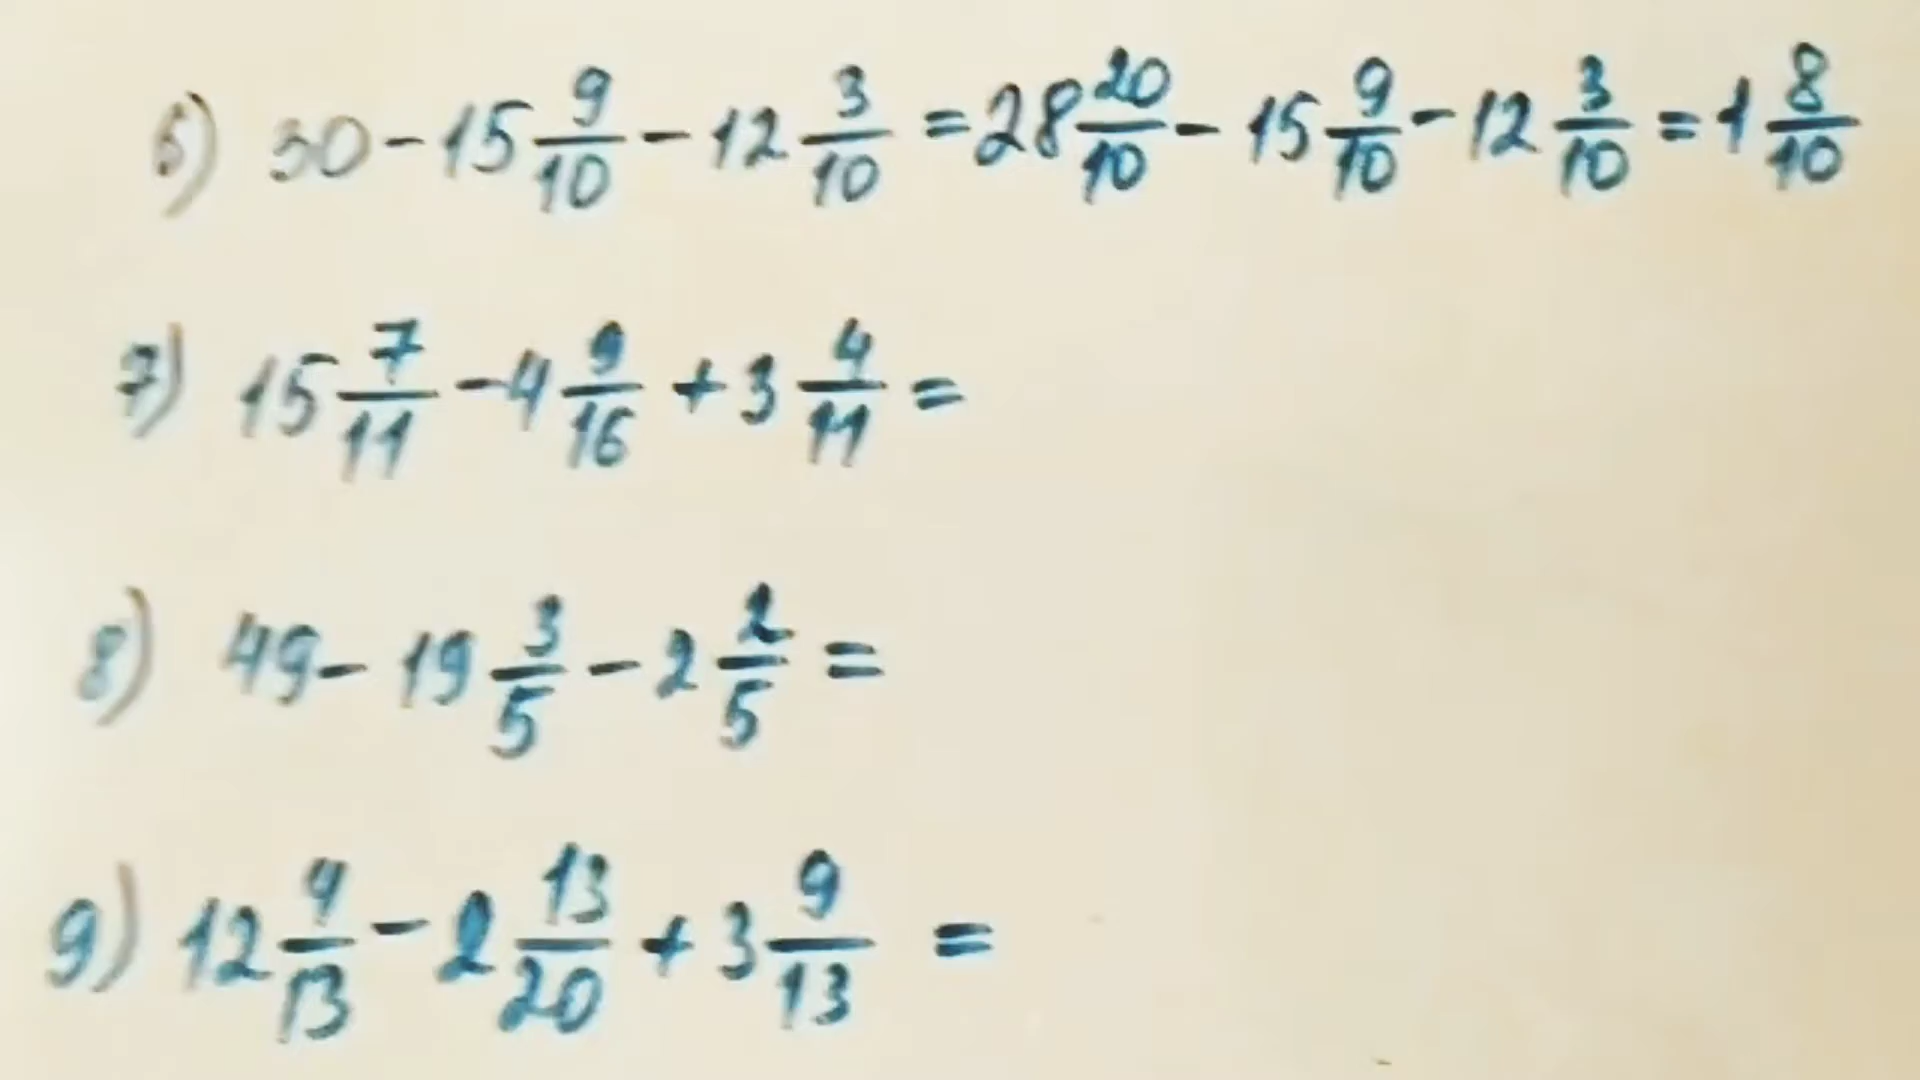 6) 30 - 15 9/10 - 12 3/10 = 28 20/10 - 15 9/10 - 12 3/10 = 1 8/10
7) 15 7/11 - 4 9/16 + 3 4/11 =
8) 49 - 19 3/5 - 2 2/5 =
9) 12 4/13 - 2 13/20 + 3 9/13 =